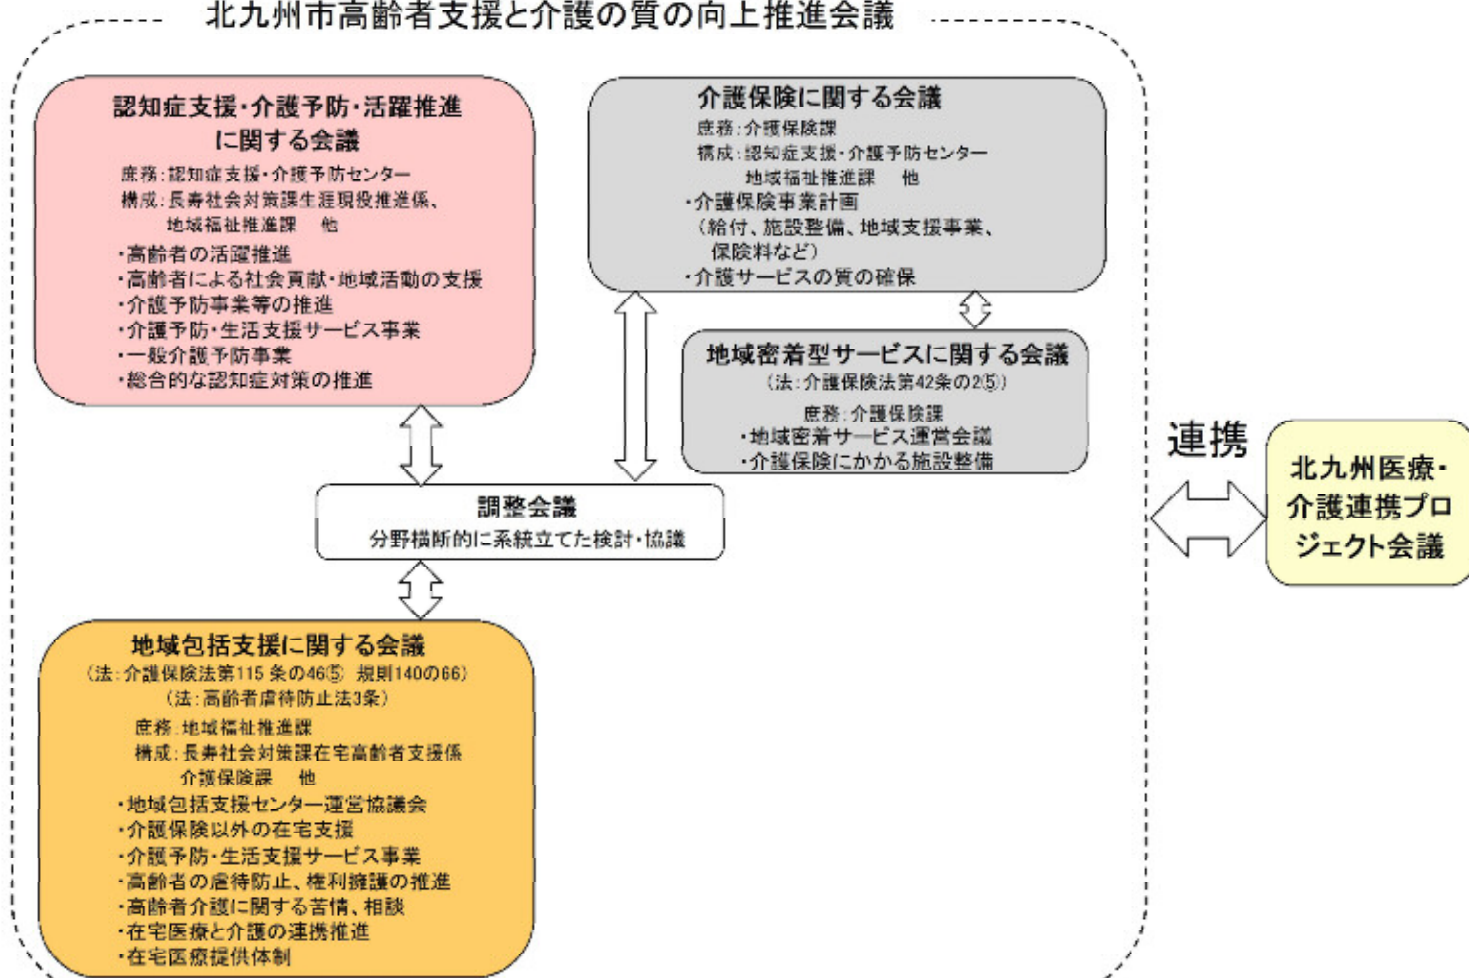 北九州市高齢者支援と介護の質の向上推進会議
認知症支援・介護予防・活躍推進
に関する会議
庶務：認知症支援・介護予防センター
構成：長寿社会対策課生涯現役推進係、
地域福祉推進課　他
・高齢者の活躍推進
・高齢者による社会貢献・地域活動の支援
・介護予防事業等の推進
・介護予防・生活支援サービス事業
・一般介護予防事業
・総合的な認知症対策の推進
介護保険に関する会議
庶務：介護保険課
構成：認知症支援・介護予防センター
地域福祉推進課　他
・介護保険事業計画
（給付、施設整備、地域支援事業、
保険料など）
・介護サービスの質の確保
地域密着型サービスに関する会議
（法：介護保険法第42条の2⑤）
庶務：介護保険課
・地域密着サービス運営会議
・介護保険にかかる施設整備
調整会議
分野横断的に系統立てた検討・協議
地域包括支援に関する会議
（法：介護保険法第115 条の46⑤　規則140の66）
（法：高齢者虐待防止法3条）
庶務：地域福祉推進課
構成：長寿社会対策課在宅高齢者支援係
介護保険課　他
・地域包括支援センター運営協議会
・介護保険以外の在宅支援
・介護予防・生活支援サービス事業
・高齢者の虐待防止、権利擁護の推進
・高齢者介護に関する苦情、相談
・在宅医療と介護の連携推進
・在宅医療提供体制
連携
北九州医療・
介護連携プロ
ジェクト会議